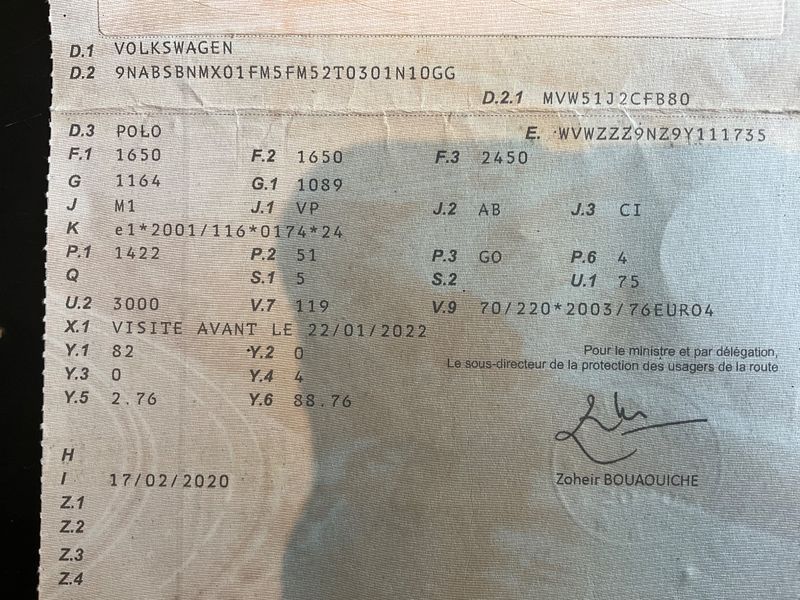 D.1 VOLKSWAGEN
D.2 9NABSBNMX01FM5FM52T0301N10GG
D.2.1 MVW51J2CFB80
D.3 POLO E. WVWZZZ9NZ9Y111735
F.1 1650 F.2 1650 F.3 2450
G 1164 G.1 1089
J M1 J.1 VP J.2 AB J.3 CI
K e1*2001/116*0174*24
P.1 1422 P.2 51 P.3 GO P.6 4
Q S.1 5 S.2 U.1 75
U.2 3000 V.7 119 V.9 70/220*2003/76EURO4
X.1 VISITE AVANT LE 22/01/2022
Y.1 82 Y.2 0
Pour le ministre et par délégation,
Le sous-directeur de la protection des usagers de la route
Y.3 0 Y.4 4
Y.5 2.76 Y.6 88.76
H
I 17/02/2020
Zoheir BOUAOUICHE
Z.1
Z.2
Z.3
Z.4